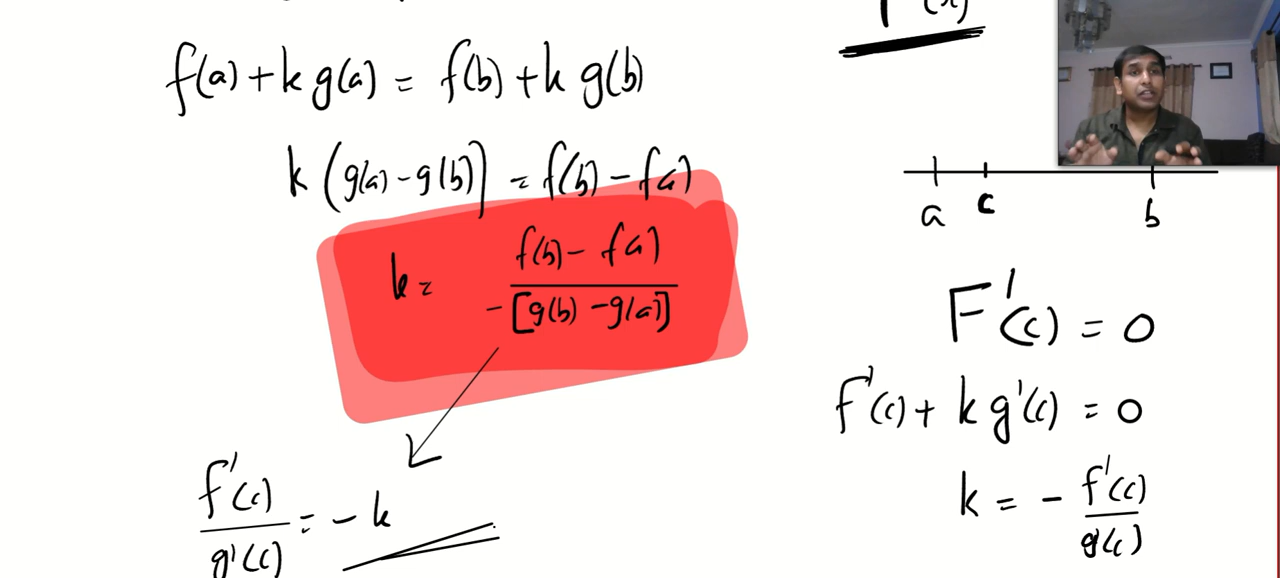 f(a) + k g(a) = f(b) + k g(b)
k (g(a) - g(b)) = f(b) - f(a)
k = f(b) - f(a) / -[g(b) - g(a)]
f'(c) / g'(c) = - k
(x)
a c b
F'(c) = 0
f'(c) + k g'(c) = 0
k = - f'(c) / g'(c)